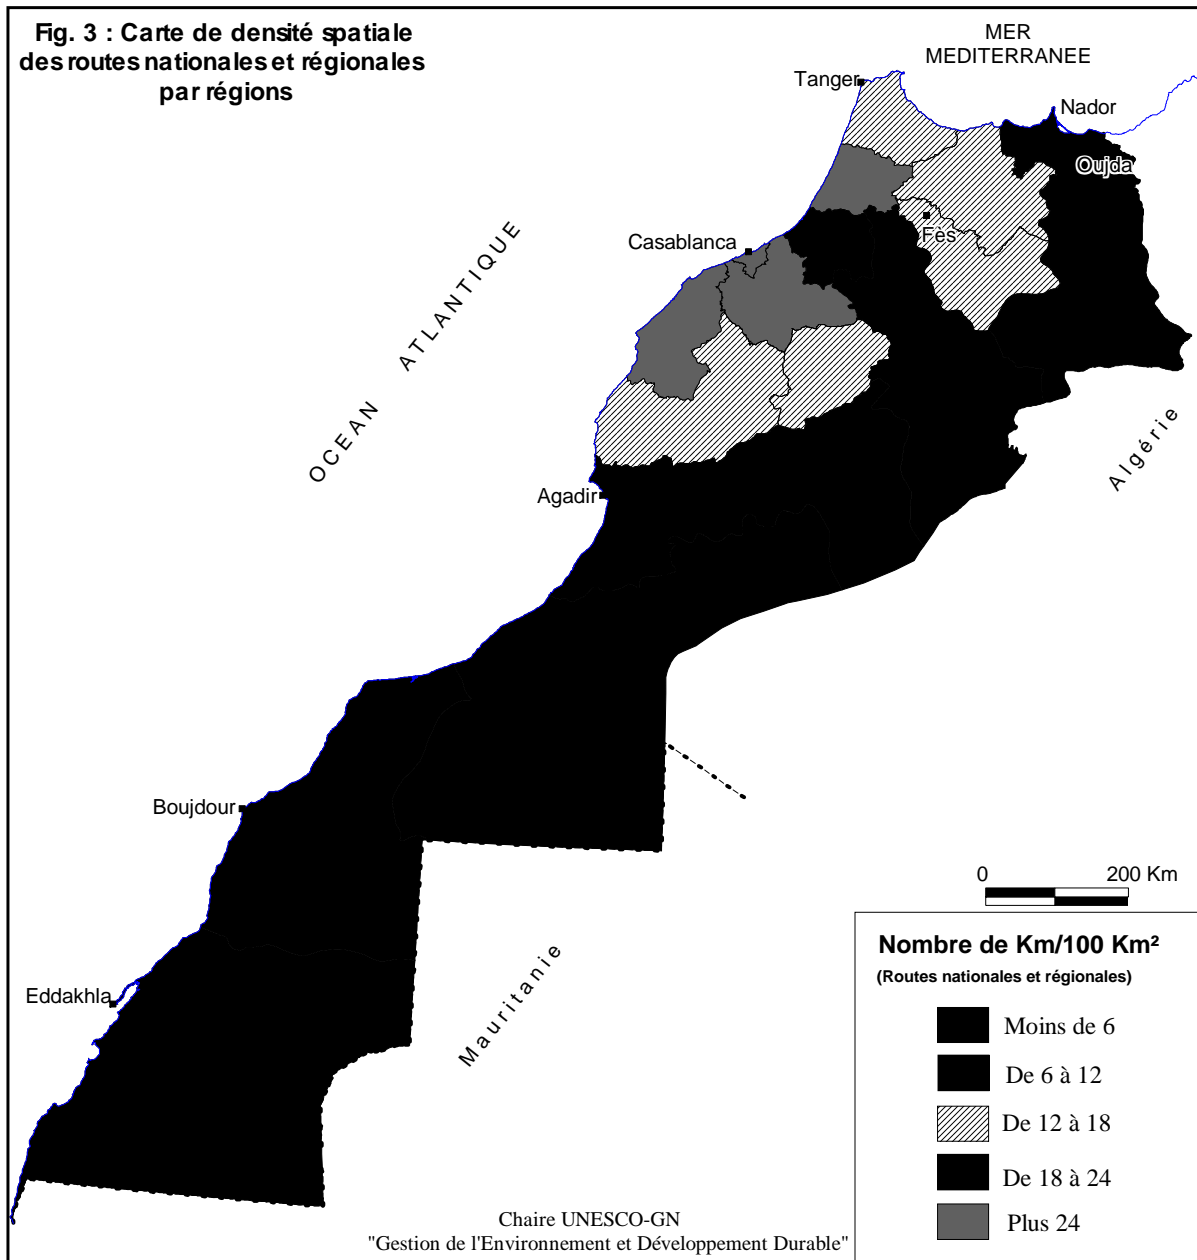 Fig. 3 : Carte de densité spatiale
des routes nationales et régionales
par régions
MER
MEDITERRANEE
Tanger
Nador
Oujda
Fès
Casablanca
OCEAN ATLANTIQUE
Algérie
Agadir
Boujdour
Eddakhla
Mauritanie
0 200 Km
Nombre de Km/100 Km²
(Routes nationales et régionales)
Moins de 6
De 6 à 12
De 12 à 18
De 18 à 24
Plus 24
Chaire UNESCO-GN
"Gestion de l'Environnement et Développement Durable"